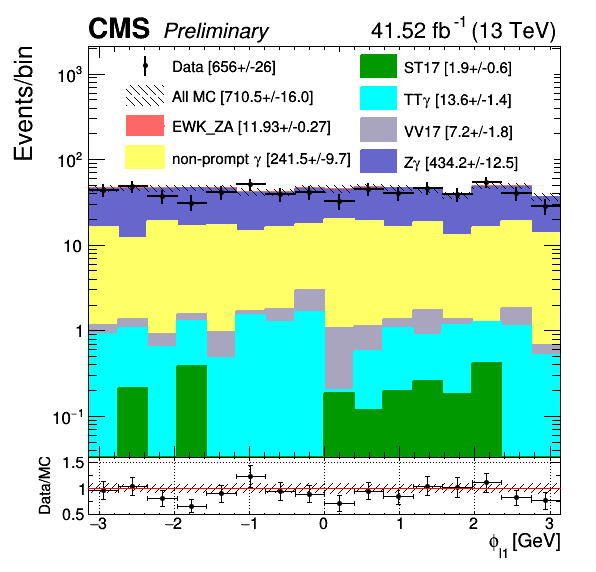 CMS Preliminary 41.52 fb⁻¹ (13 TeV)
Events/bin
10³
10²
10
1
10⁻¹
Data [656+/-26]
All MC [710.5+/-16.0]
EWK_ZA [11.93+/-0.27]
non-prompt γ [241.5+/-9.7]
ST17 [1.9+/-0.6]
TTγ [13.6+/-1.4]
VV17 [7.2+/-1.8]
Zγ [434.2+/-12.5]
Data/MC
1.5
1
0.5
−3 −2 −1 0 1 2 3
ϕ_l1 [GeV]